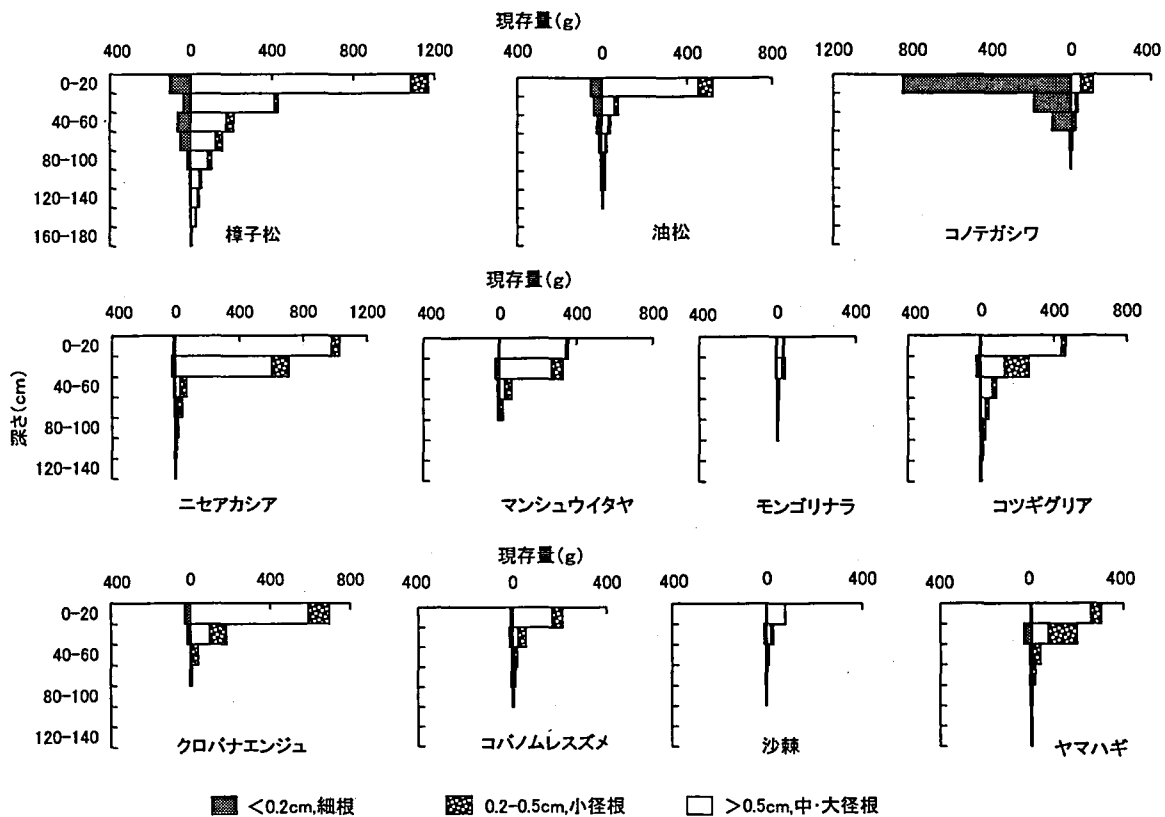 現存量(g)
400 0 400 800 1200
400 0 400 800
1200 800 400 0 400
0-20
40-60
80-100
120-140
160-180
樟子松
油松
コノテガシワ
現存量(g)
400 0 400 800 1200
400 0 400 800
400 0 400
400 0 400 800
0-20
40-60
80-100
120-140
深さ(cm)
ニセアカシア
マンシュウイタヤ
モンゴリナラ
コツギグリア
現存量(g)
400 0 400 800
400 0 400
400 0 400
400 0 400
0-20
40-60
80-100
120-140
クロバナエンジュ
コバノムレスズメ
沙棘
ヤマハギ
<0.2cm,細根
0.2-0.5cm,小径根
>0.5cm,中・大径根